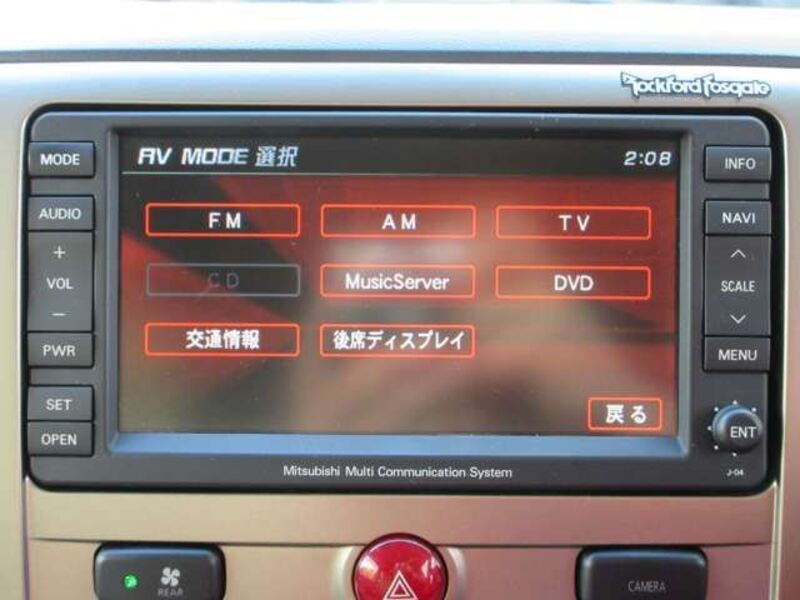 Rockford Fosgate
MODE
AUDIO
+
VOL
−
PWR
SET
OPEN
AV MODE 選択 2:08
FM AM TV
CD MusicServer DVD
交通情報 後席ディスプレイ
戻る
INFO
NAVI
SCALE
MENU
ENT
J-04
Mitsubishi Multi Communication System
REAR
CAMERA